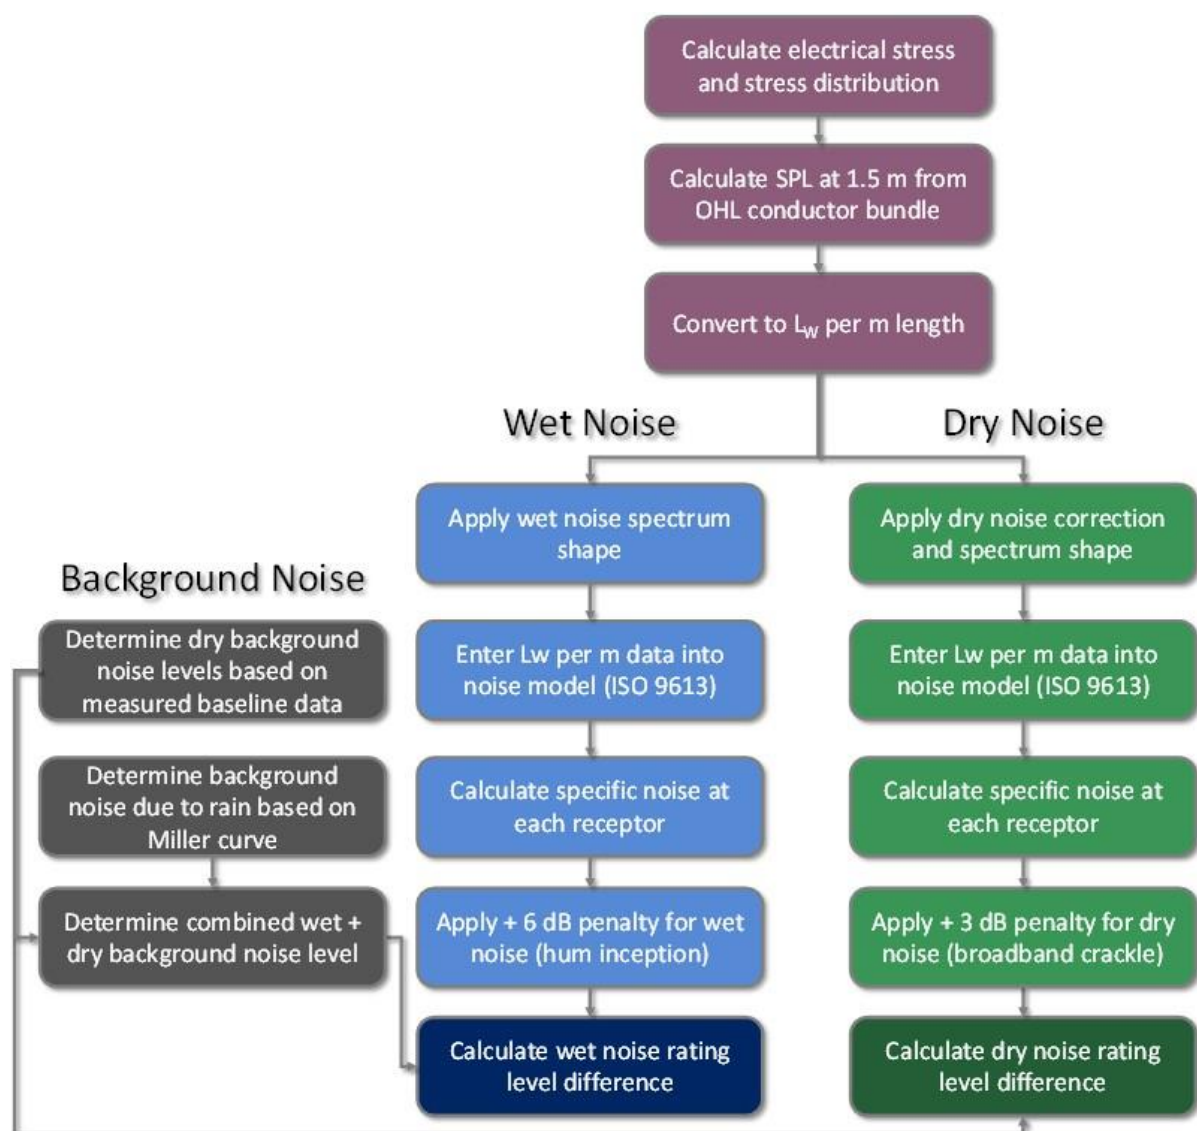 Calculate electrical stress
and stress distribution
Calculate SPL at 1.5 m from
OHL conductor bundle
Convert to LW per m length
Wet Noise
Dry Noise
Apply wet noise spectrum
shape
Apply dry noise correction
and spectrum shape
Background Noise
Determine dry background
noise levels based on
measured baseline data
Enter Lw per m data into
noise model (ISO 9613)
Enter Lw per m data into
noise model (ISO 9613)
Determine background
noise due to rain based on
Miller curve
Calculate specific noise at
each receptor
Calculate specific noise at
each receptor
Determine combined wet +
dry background noise level
Apply + 6 dB penalty for wet
noise (hum inception)
Apply + 3 dB penalty for dry
noise (broadband crackle)
Calculate wet noise rating
level difference
Calculate dry noise rating
level difference